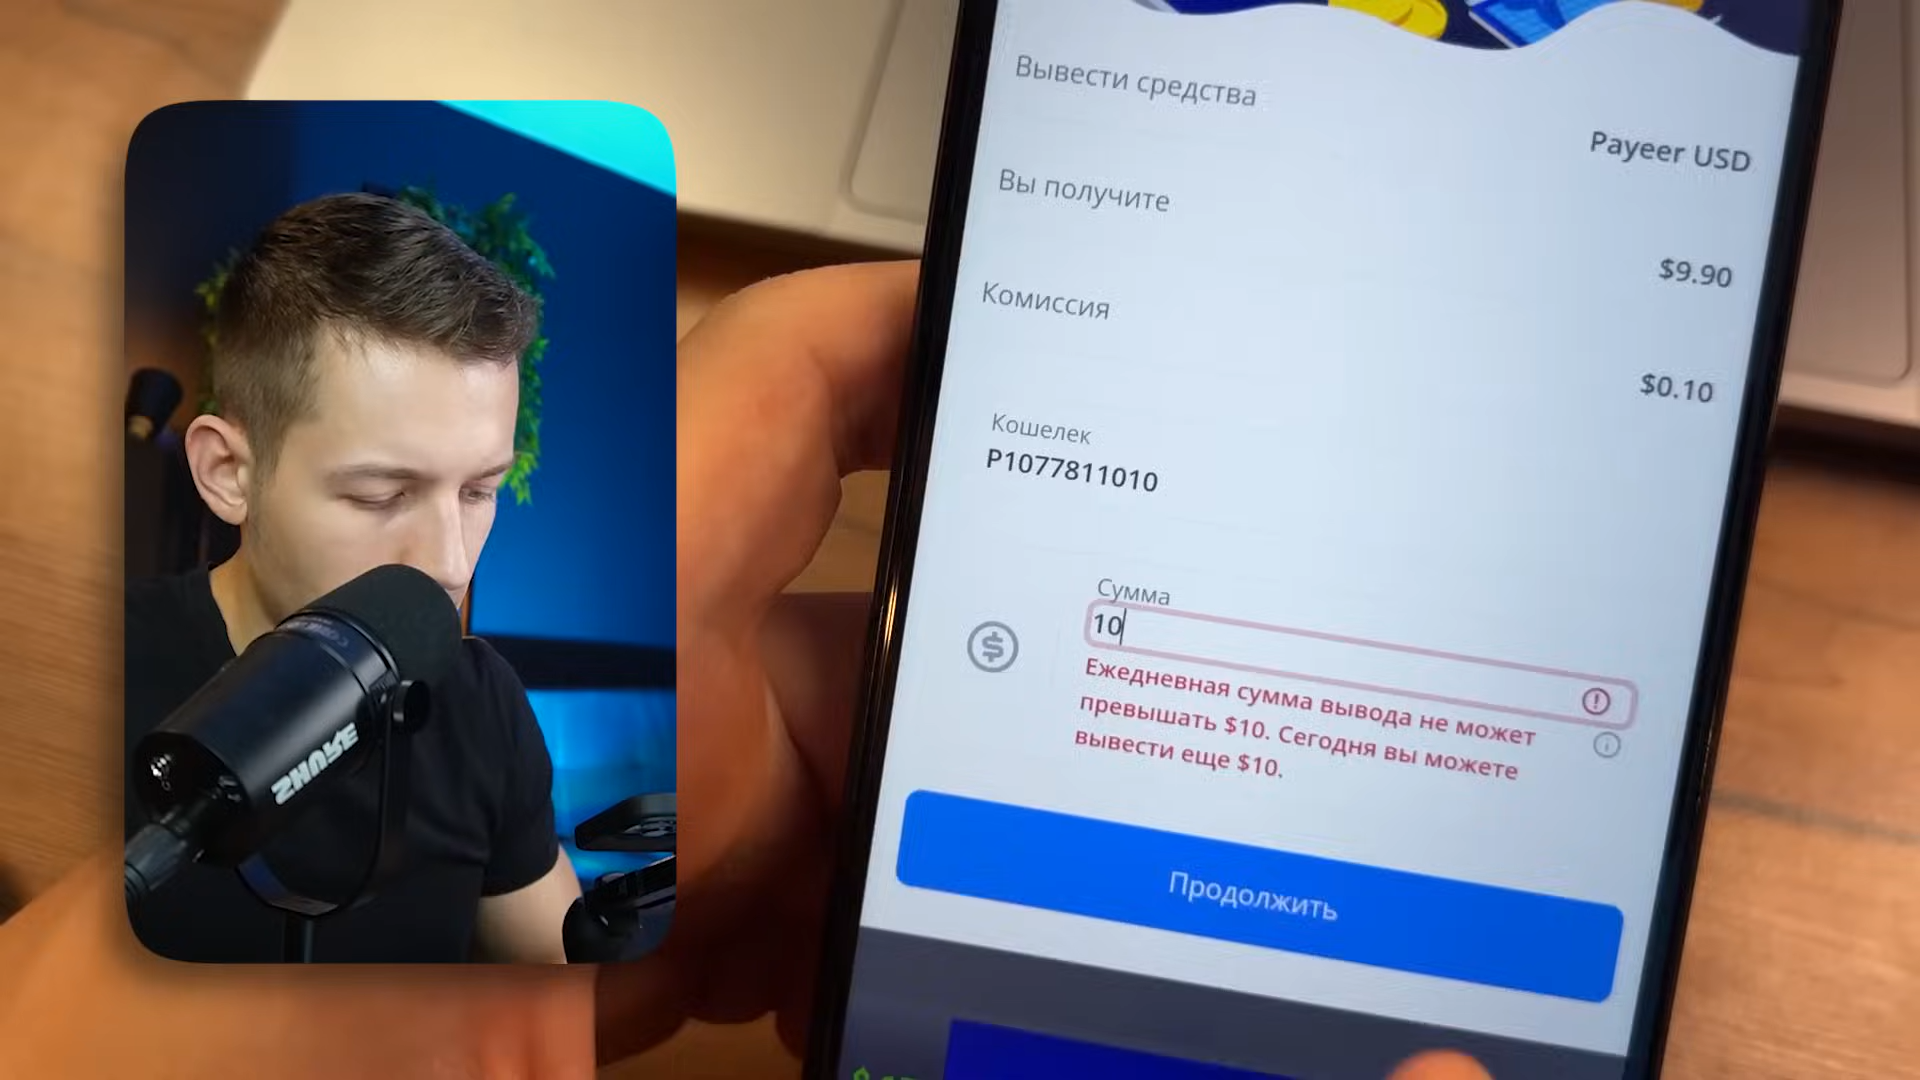 Вывести средства
Payeer USD
Вы получите
$9.90
Комиссия
$0.10
Кошелек
P1077811010
Сумма
10
Ежедневная сумма вывода не может
превышать $10. Сегодня вы можете
вывести еще $10.
Продолжить
SHURE